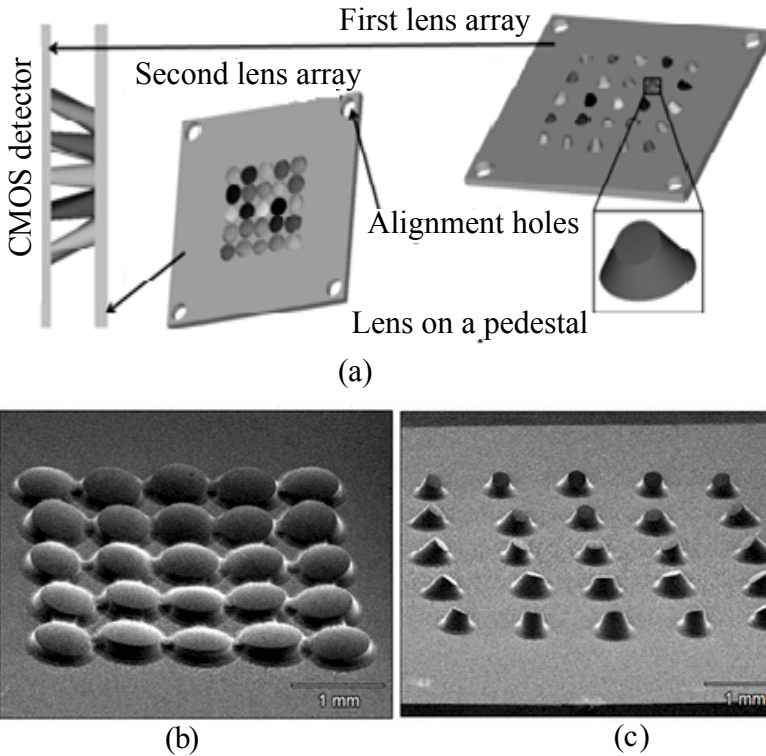 First lens array
Second lens array
CMOS detector
Alignment holes
Lens on a pedestal
(a)
1 mm
1 mm
(b)
(c)